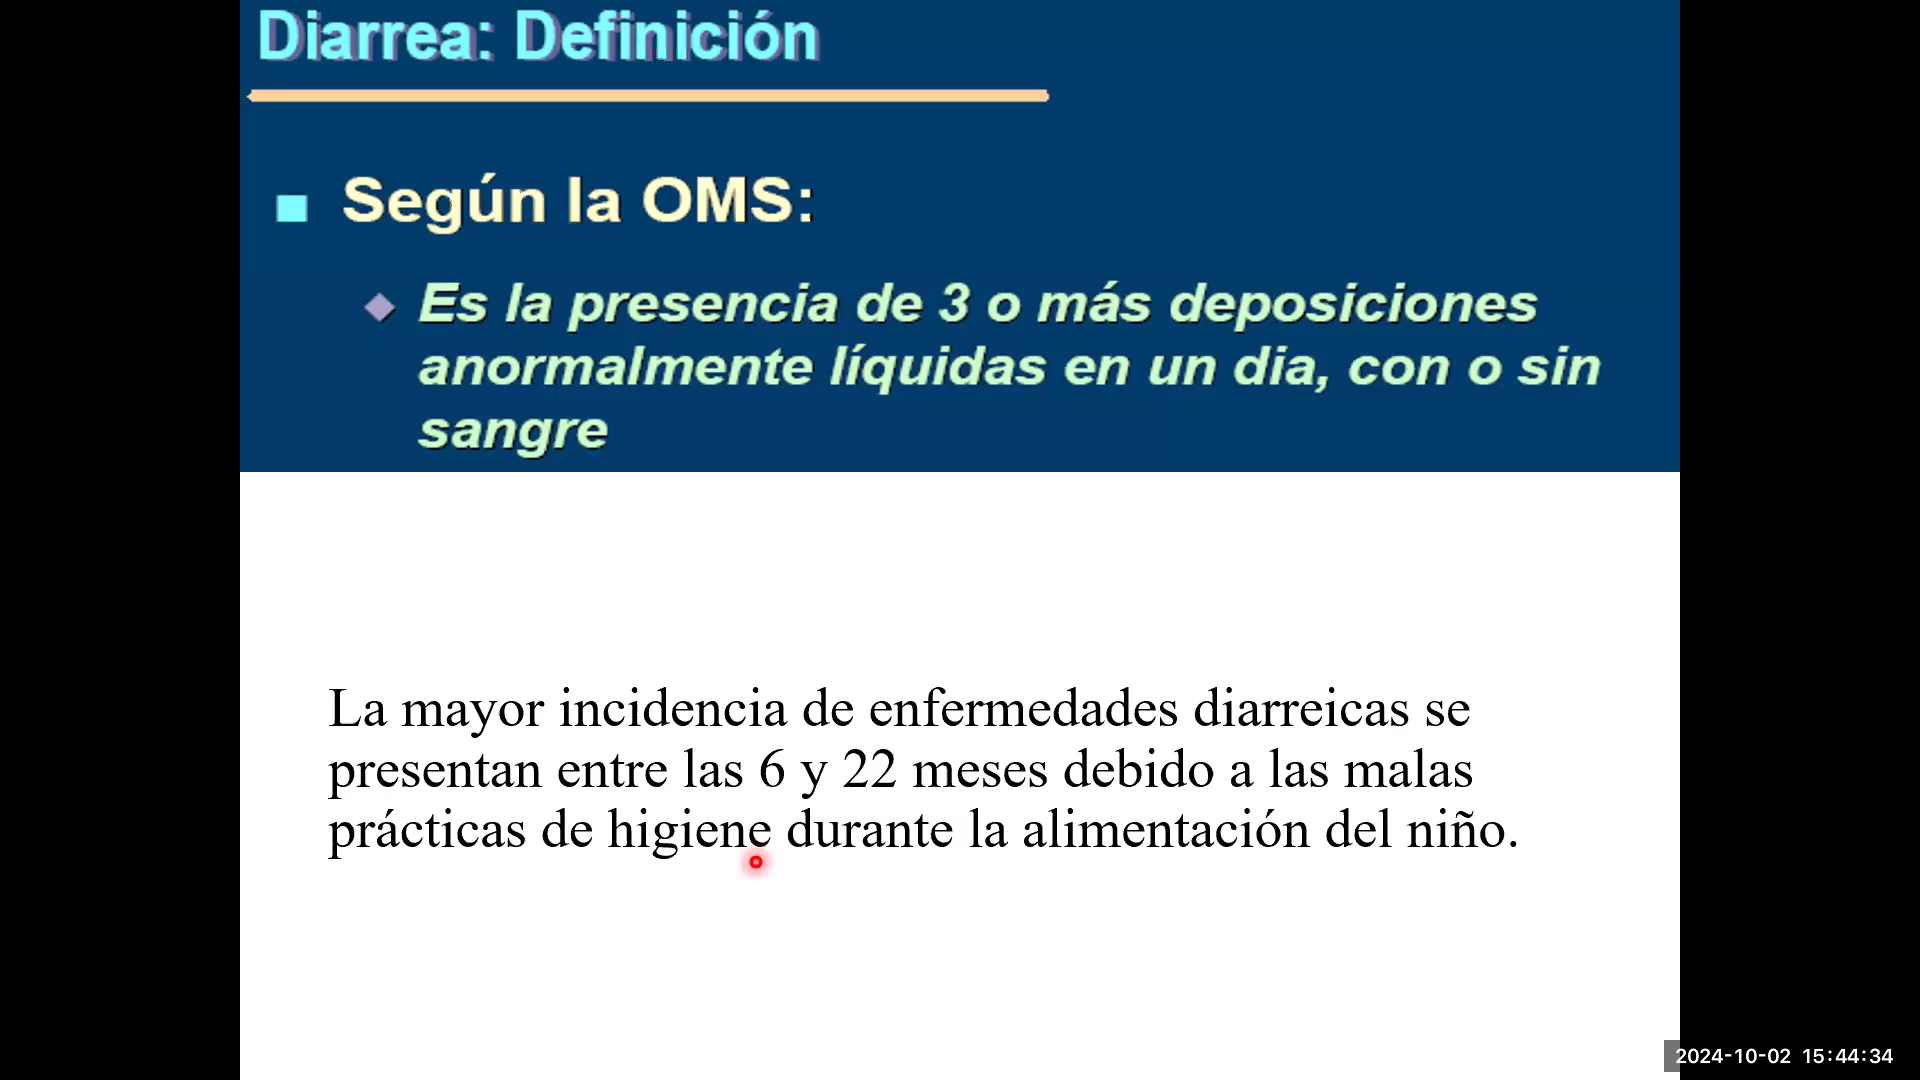 Diarrea: Definición
Según la OMS:
Es la presencia de 3 o más deposiciones
anormalmente líquidas en un dia, con o sin
sangre
La mayor incidencia de enfermedades diarreicas se
presentan entre las 6 y 22 meses debido a las malas
prácticas de higiene durante la alimentación del niño.
2024-10-02 15:44:34